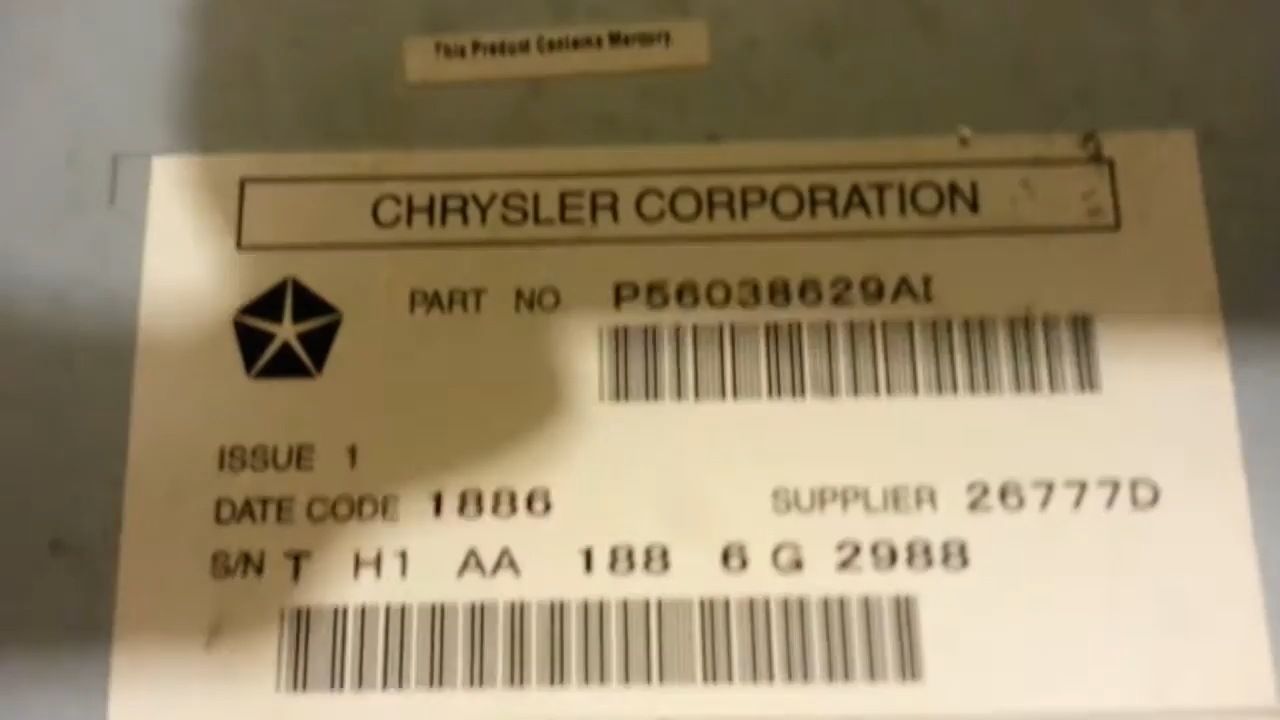 This Product Contains Mercury
CHRYSLER CORPORATION
PART NO P56038629AI
ISSUE 1
DATE CODE 1886 SUPPLIER 26777D
S/N T H1 AA 188 6 G 2988